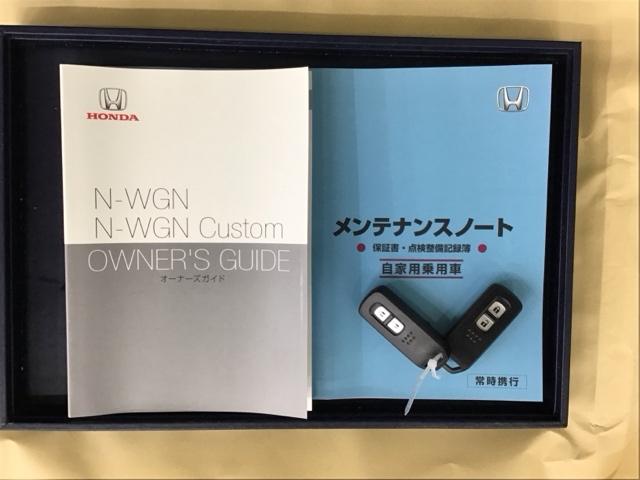 HONDA
N-WGN
N-WGN Custom
OWNER'S GUIDE
オーナーズガイド
メンテナンスノート
保証書・点検整備記録簿
自家用乗用車
常時携行